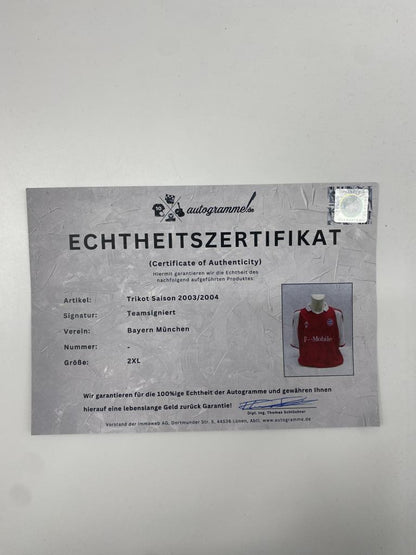 autogramme.de
ECHTHEITSZERTIFIKAT
(Certificate of Authenticity)
Hiermit garantieren wir die Echtheit des
nachfolgend aufgeführten Produktes:
Artikel: Trikot Saison 2003/2004
Signatur: Teamsigniert
Verein: Bayern München
Nummer: -
Größe: 2XL
T··Mobile·
Wir garantieren für die 100%ige Echtheit der Autogramme und gewähren Ihnen
hierauf eine lebenslange Geld zurück Garantie!
Dipl. Ing. Thomas Schlüchter
Vorstand der Immaweb AG, Dortmunder Str. 5, 44536 Lünen, Abtl. www.autogramme.de